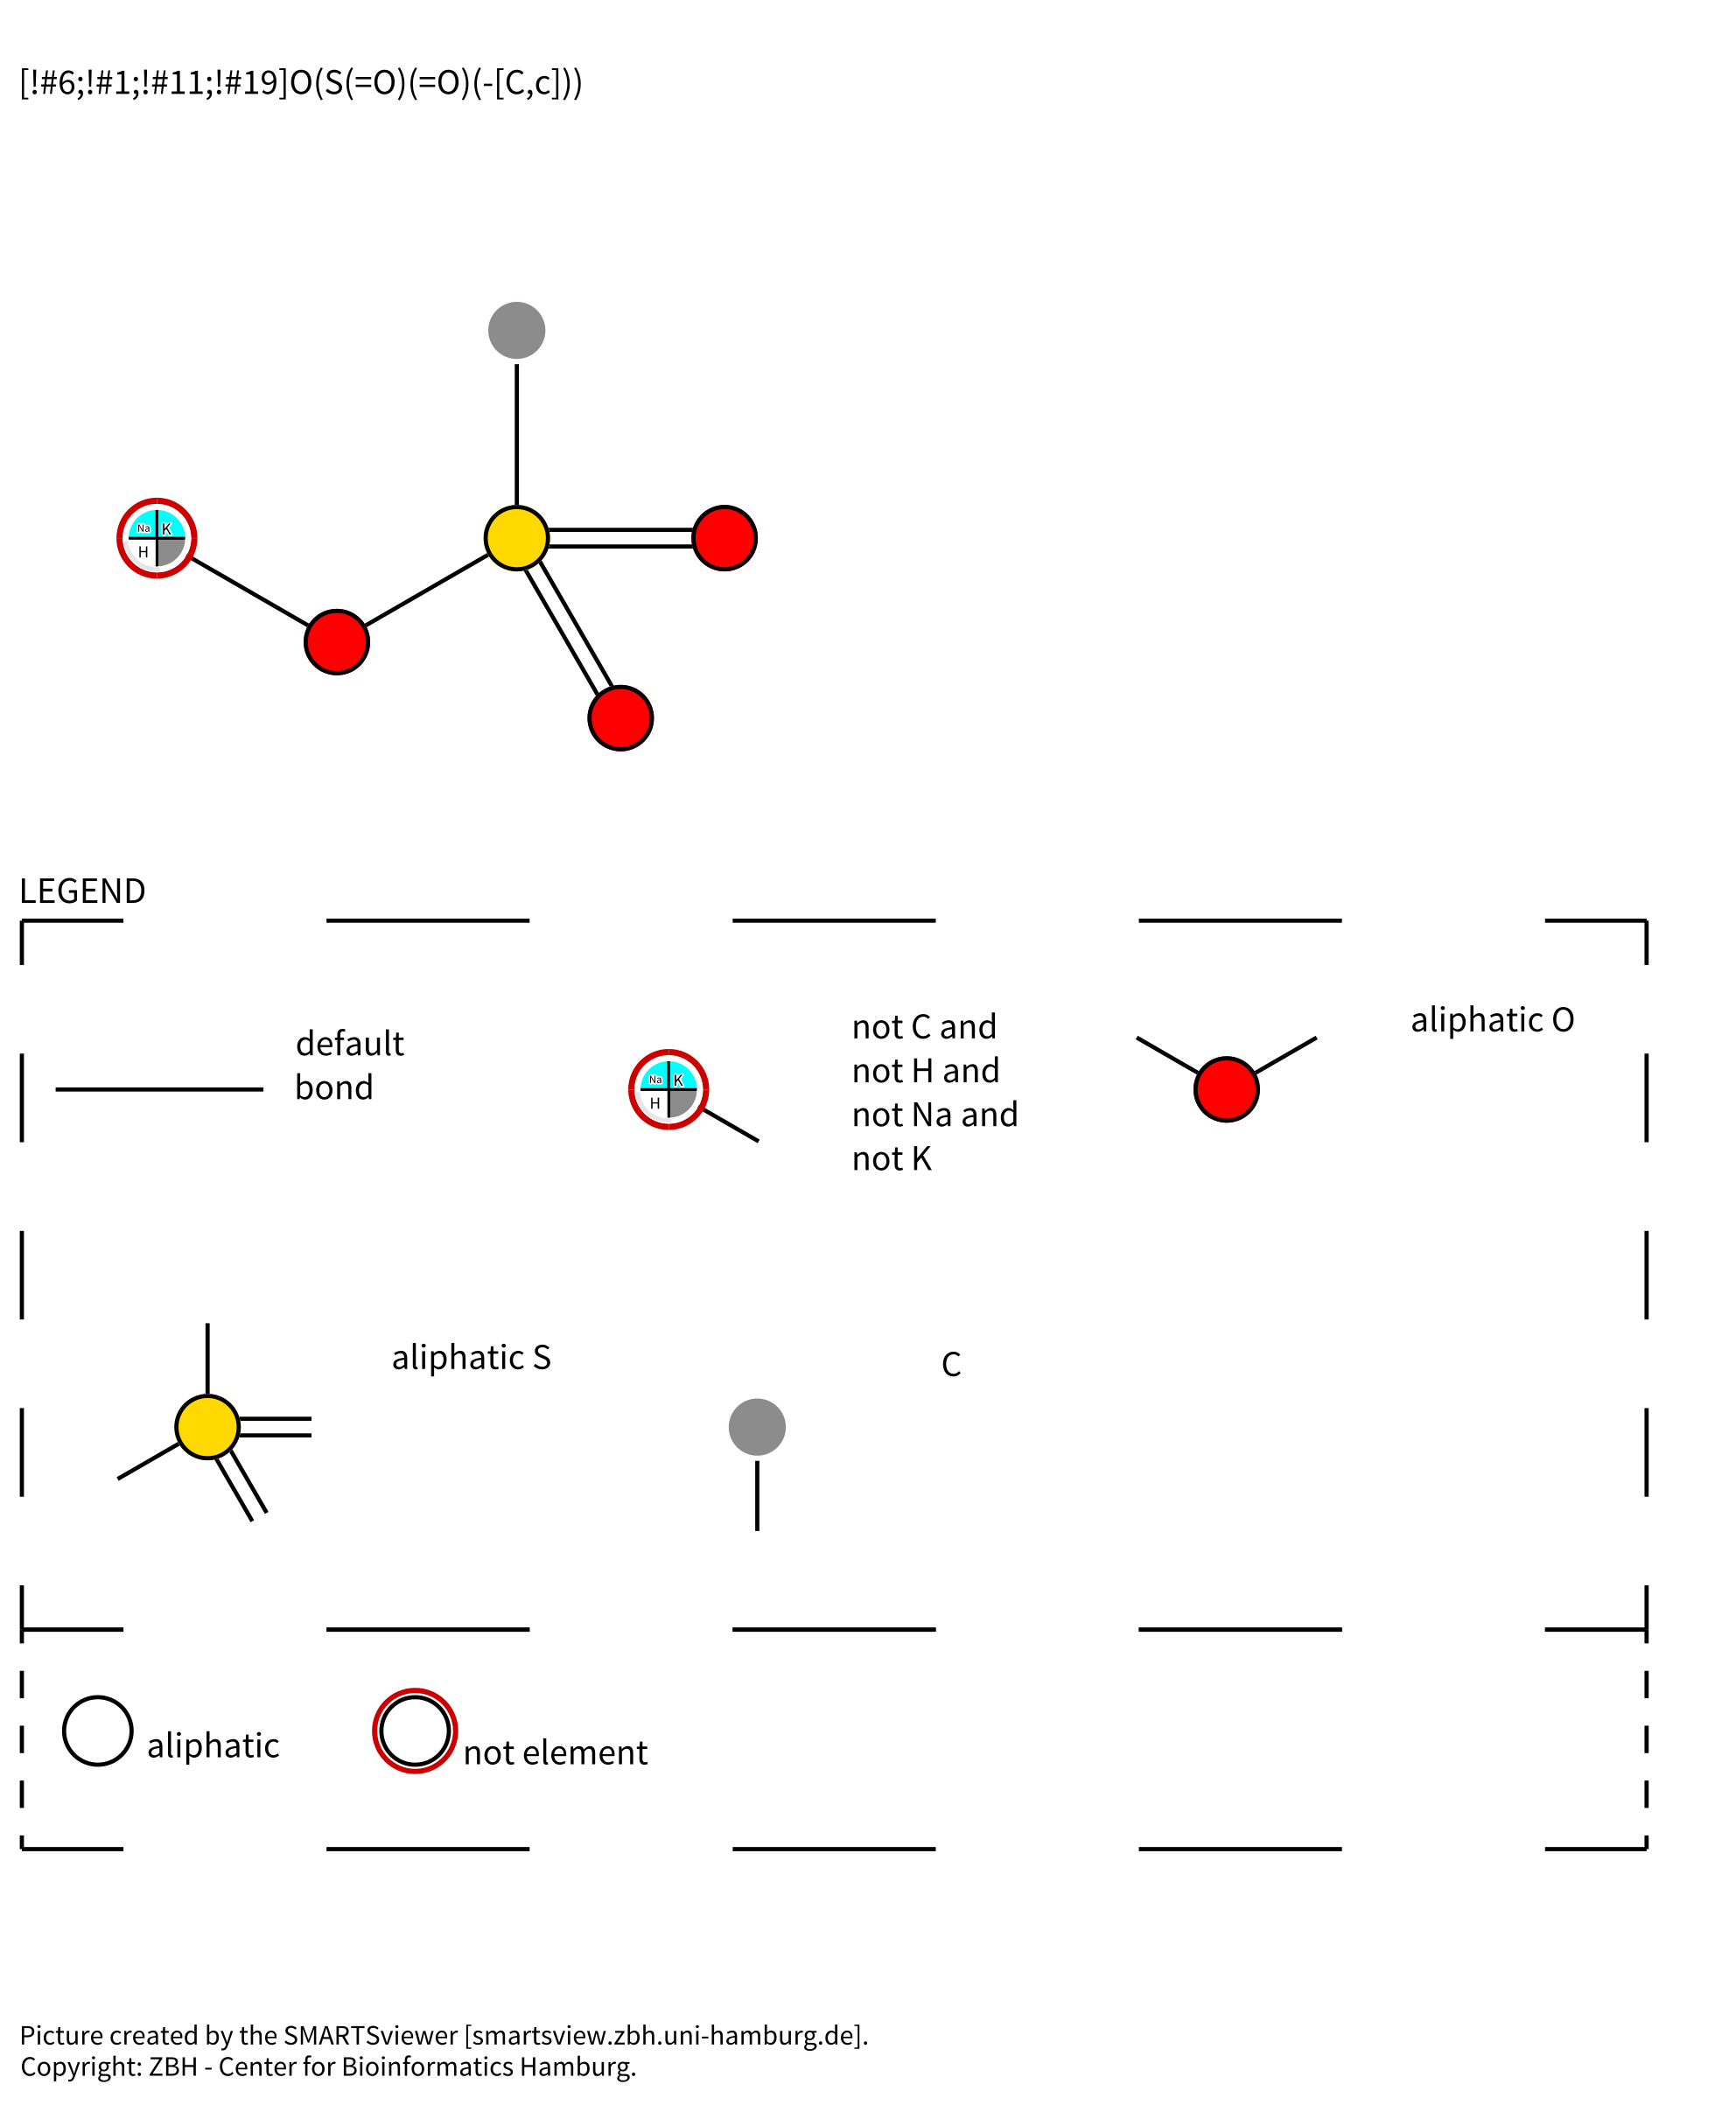 [!#6;!#1;!#11;!#19]O(S(=O)(=O)(-[C,c]))
Na K
H
LEGEND
default
bond
Na K
H
not C and
not H and
not Na and
not K
aliphatic O
aliphatic S
C
aliphatic
not element
Picture created by the SMARTSviewer [smartsview.zbh.uni-hamburg.de].
Copyright: ZBH - Center for Bioinformatics Hamburg.